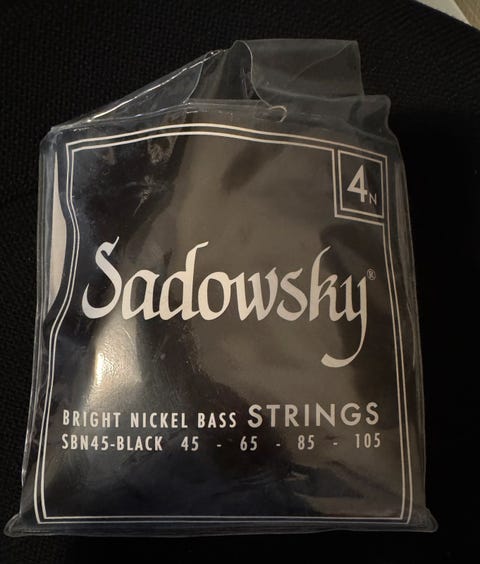 4N
Sadowsky®
BRIGHT NICKEL BASS STRINGS
SBN45-BLACK 45 - 65 - 85 - 105